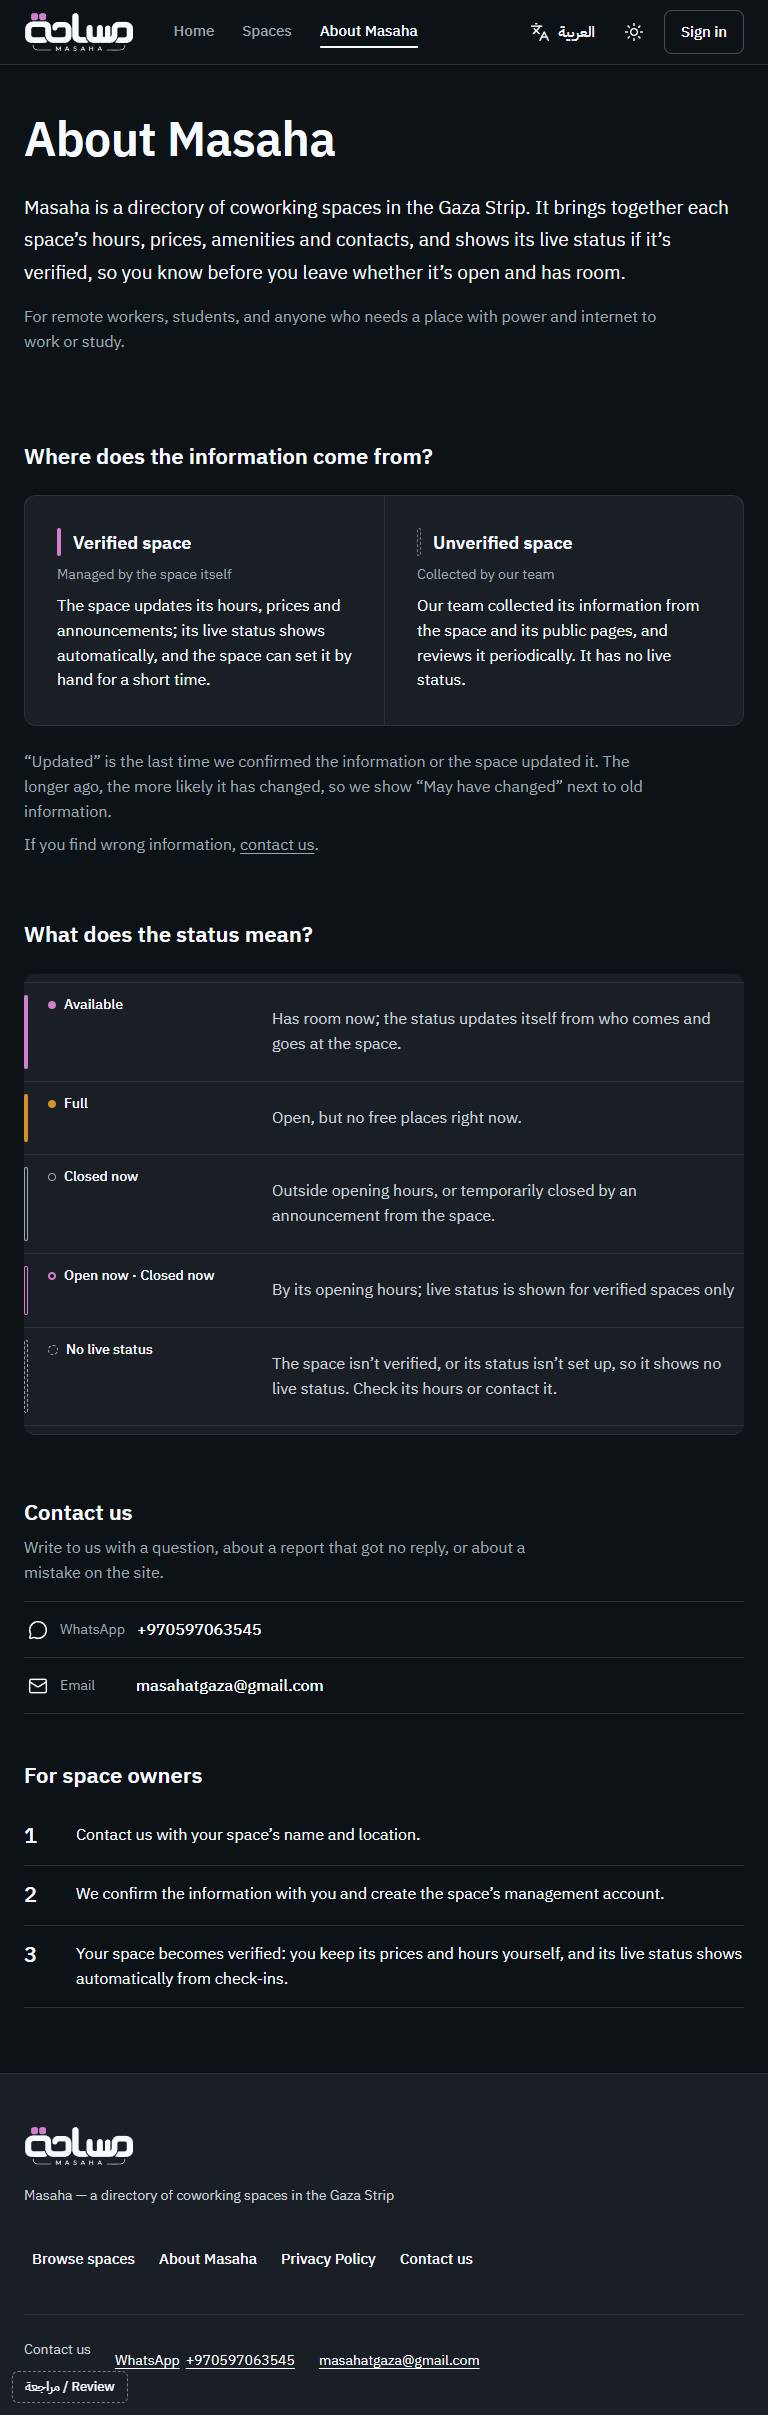 مساحة
MASAHA
Home
Spaces
About Masaha
العربية
Sign in
About Masaha
Masaha is a directory of coworking spaces in the Gaza Strip. It brings together each
space’s hours, prices, amenities and contacts, and shows its live status if it’s
verified, so you know before you leave whether it’s open and has room.
For remote workers, students, and anyone who needs a place with power and internet to
work or study.
Where does the information come from?
Verified space
Managed by the space itself
The space updates its hours, prices and
announcements; its live status shows
automatically, and the space can set it by
hand for a short time.
Unverified space
Collected by our team
Our team collected its information from
the space and its public pages, and
reviews it periodically. It has no live
status.
“Updated” is the last time we confirmed the information or the space updated it. The
longer ago, the more likely it has changed, so we show “May have changed” next to old
information.
If you find wrong information, contact us.
What does the status mean?
Available
Has room now; the status updates itself from who comes and
goes at the space.
Full
Open, but no free places right now.
Closed now
Outside opening hours, or temporarily closed by an
announcement from the space.
Open now · Closed now
By its opening hours; live status is shown for verified spaces only
No live status
The space isn’t verified, or its status isn’t set up, so it shows no
live status. Check its hours or contact it.
Contact us
Write to us with a question, about a report that got no reply, or about a
mistake on the site.
WhatsApp +970597063545
Email masahatgaza@gmail.com
For space owners
1 Contact us with your space’s name and location.
2 We confirm the information with you and create the space’s management account.
3 Your space becomes verified: you keep its prices and hours yourself, and its live status shows
automatically from check-ins.
مساحة
MASAHA
Masaha — a directory of coworking spaces in the Gaza Strip
Browse spaces
About Masaha
Privacy Policy
Contact us
Contact us
WhatsApp +970597063545
masahatgaza@gmail.com
مراجعة / Review